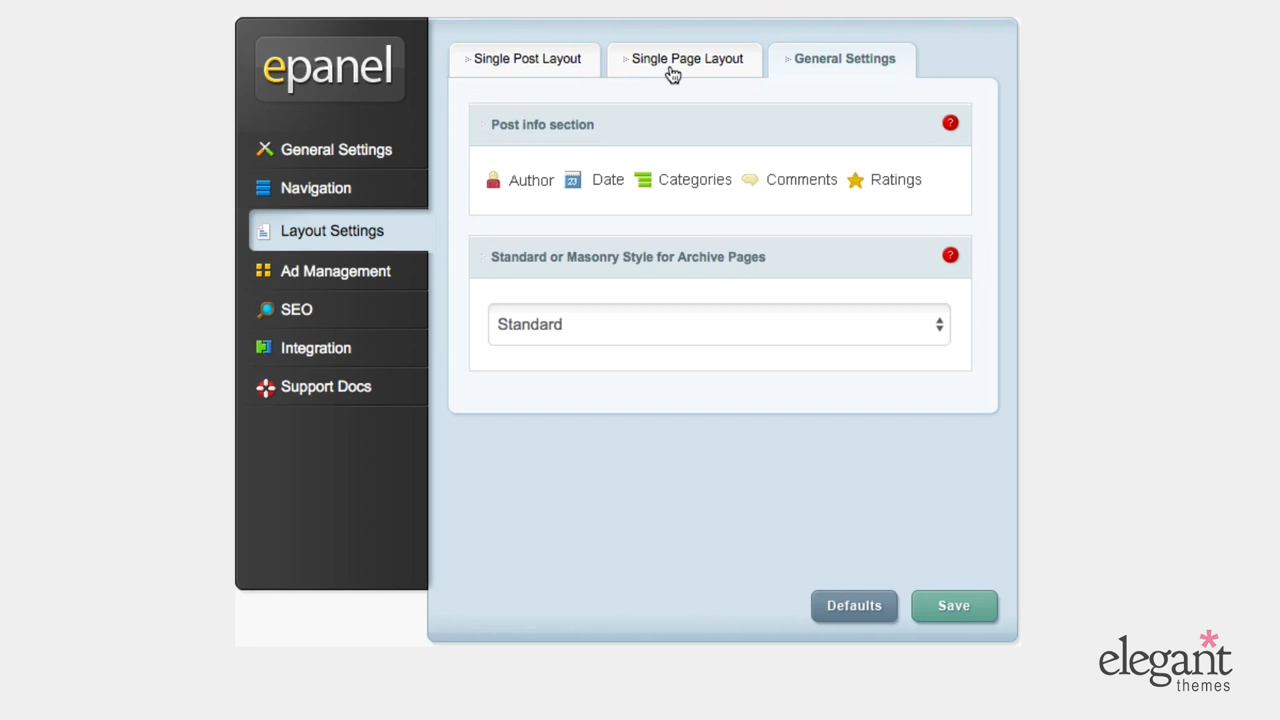 epanel
General Settings
Navigation
Layout Settings
Ad Management
SEO
Integration
Support Docs
Single Post Layout
Single Page Layout
General Settings
Post info section
?
Author 23 Date Categories Comments Ratings
Standard or Masonry Style for Archive Pages
?
Standard
Defaults
Save
elegant*
themes